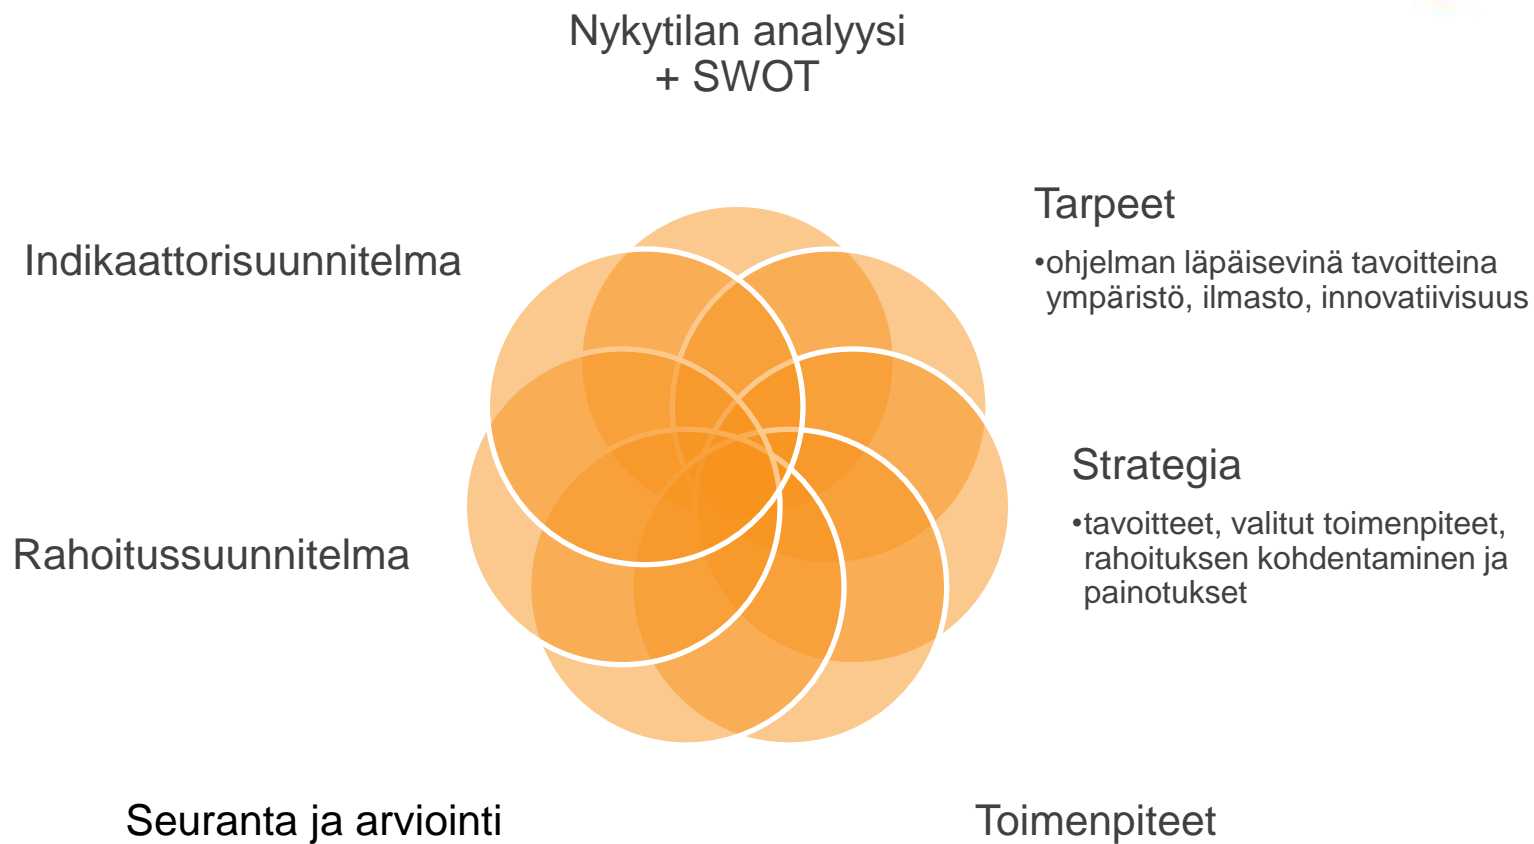 Nykytilan analyysi
+ SWOT
Tarpeet
•ohjelman läpäisevinä tavoitteina
ympäristö, ilmasto, innovatiivisuus
Strategia
•tavoitteet, valitut toimenpiteet,
rahoituksen kohdentaminen ja
painotukset
Toimenpiteet
Seuranta ja arviointi
Rahoitussuunnitelma
Indikaattorisuunnitelma